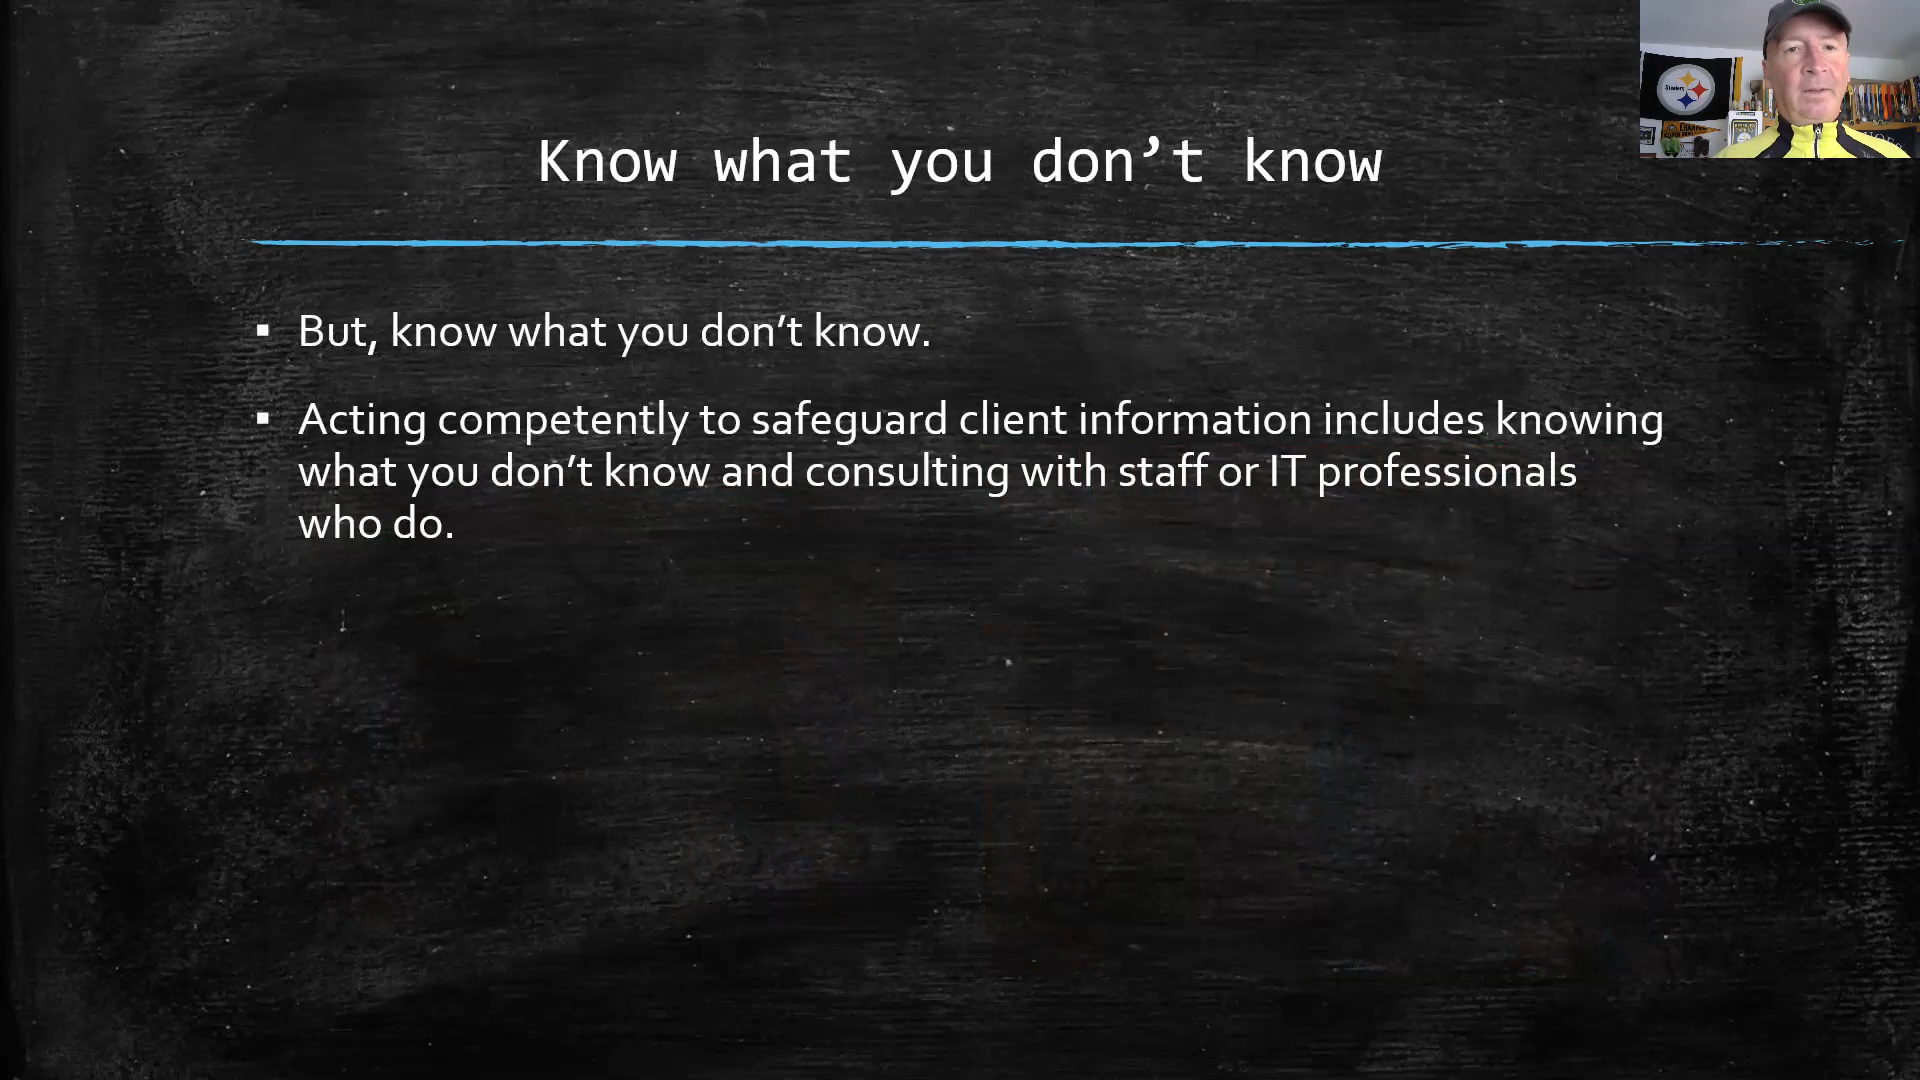 Know what you don’t know
▪ But, know what you don’t know.
▪ Acting competently to safeguard client information includes knowing
what you don’t know and consulting with staff or IT professionals
who do.
Steelers